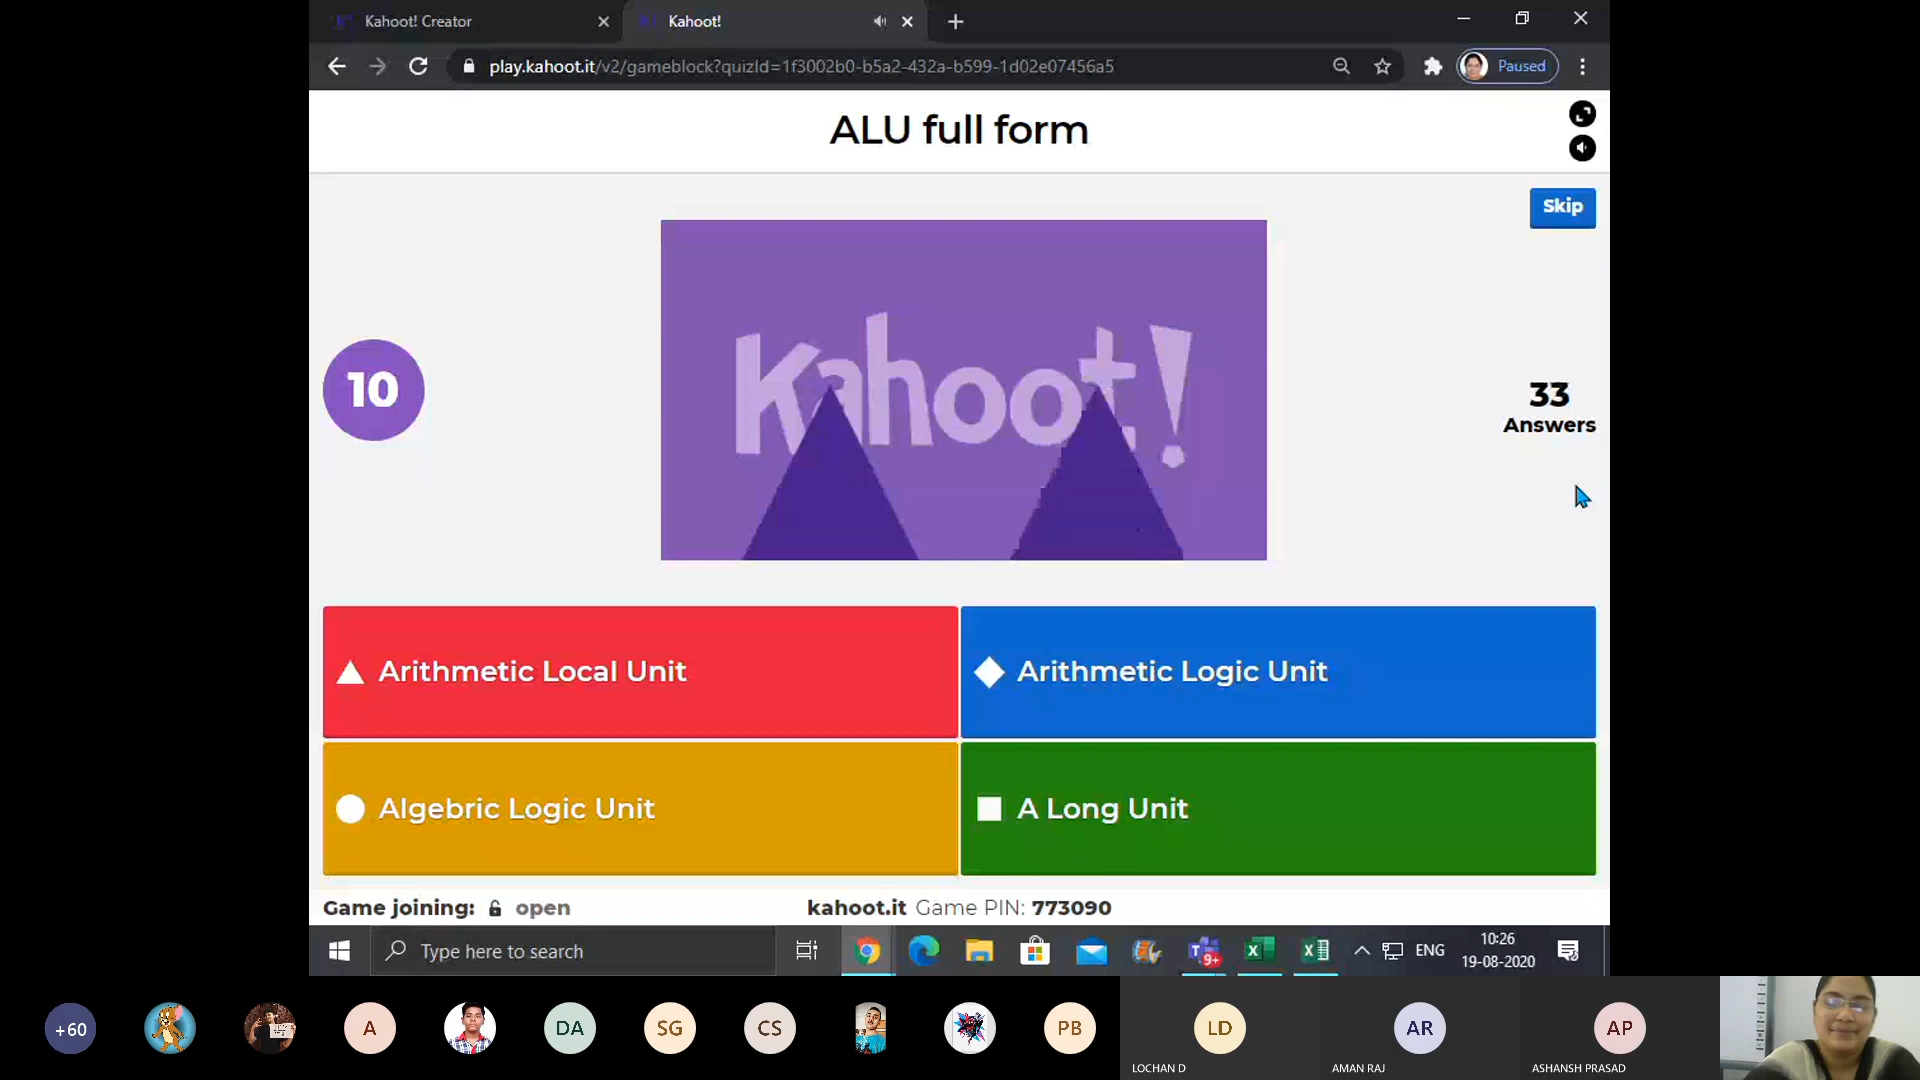 Kahoot! Creator
Kahoot!
play.kahoot.it/v2/gameblock?quizId=1f3002b0-b5a2-432a-b599-1d02e07456a5
Paused
ALU full form
Skip
Kahoot!
10
33
Answers
Arithmetic Local Unit
Arithmetic Logic Unit
Algebric Logic Unit
A Long Unit
Game joining: open
kahoot.it Game PIN: 773090
Type here to search
9+
ENG
10:26
19-08-2020
+60
A
DA
SG
CS
PB
LD
AR
AP
LOCHAN D
AMAN RAJ
ASHANSH PRASAD